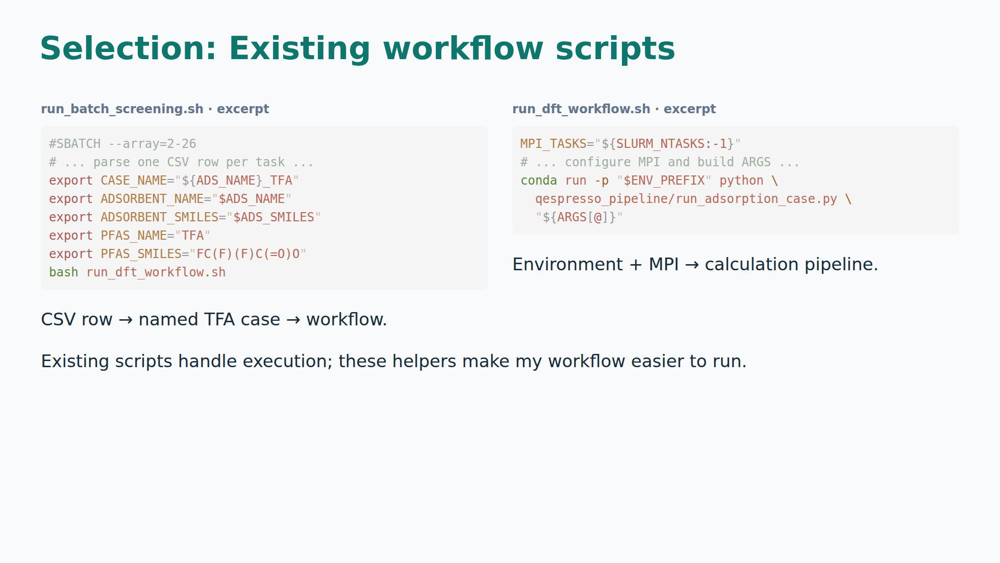 Selection: Existing workflow scripts
run_batch_screening.sh · excerpt
#SBATCH --array=2-26
# ... parse one CSV row per task ...
export CASE_NAME="${ADS_NAME}_TFA"
export ADSORBENT_NAME="$ADS_NAME"
export ADSORBENT_SMILES="$ADS_SMILES"
export PFAS_NAME="TFA"
export PFAS_SMILES="FC(F)(F)C(=O)O"
bash run_dft_workflow.sh
CSV row → named TFA case → workflow.
run_dft_workflow.sh · excerpt
MPI_TASKS="${SLURM_NTASKS:-1}"
# ... configure MPI and build ARGS ...
conda run -p "$ENV_PREFIX" python \
  qespresso_pipeline/run_adsorption_case.py \
  "${ARGS[@]}"
Environment + MPI → calculation pipeline.
Existing scripts handle execution; these helpers make my workflow easier to run.